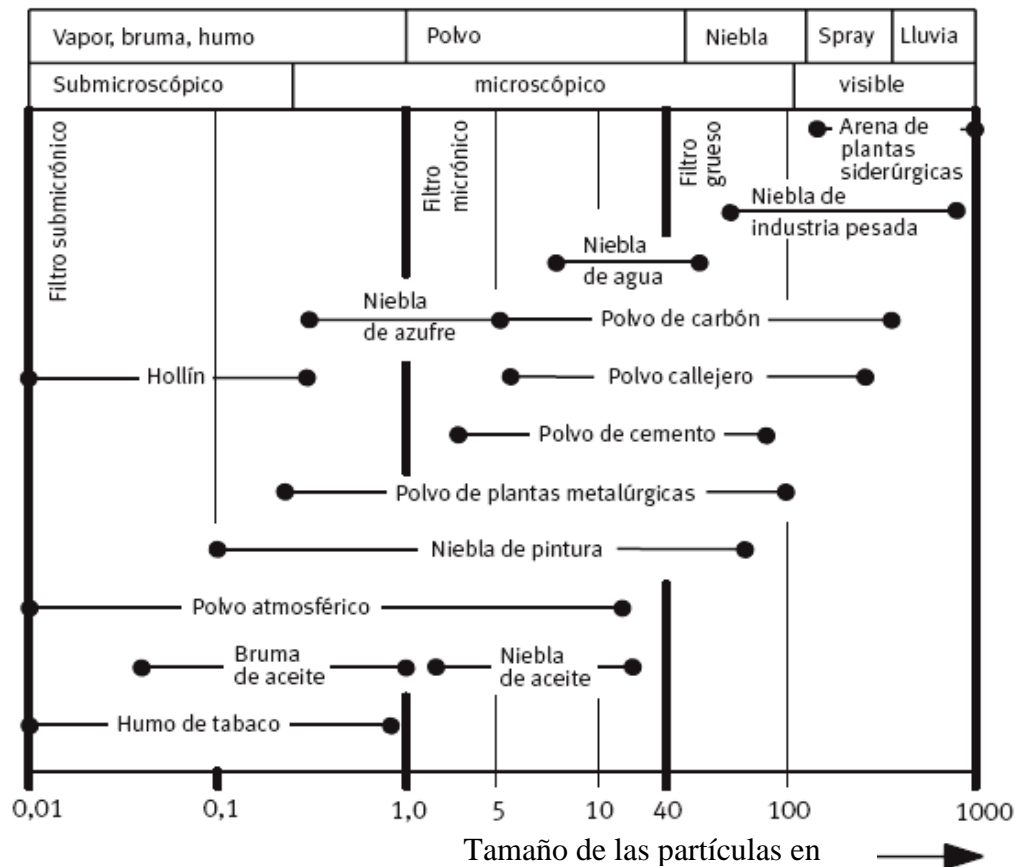 Vapor, bruma, humo
Polvo
Niebla
Spray
Lluvia
Submicroscópico
microscópico
visible
Filtro submicrónico
Filtro
micrónico
Filtro
grueso
Arena de
plantas
siderúrgicas
Niebla de
industria pesada
Niebla
de agua
Niebla
de azufre
Polvo de carbón
Hollín
Polvo callejero
Polvo de cemento
Polvo de plantas metalúrgicas
Niebla de pintura
Polvo atmosférico
Bruma
de aceite
Niebla
de aceite
Humo de tabaco
0,01
0,1
1,0
5
10
40
100
1000
Tamaño de las partículas en